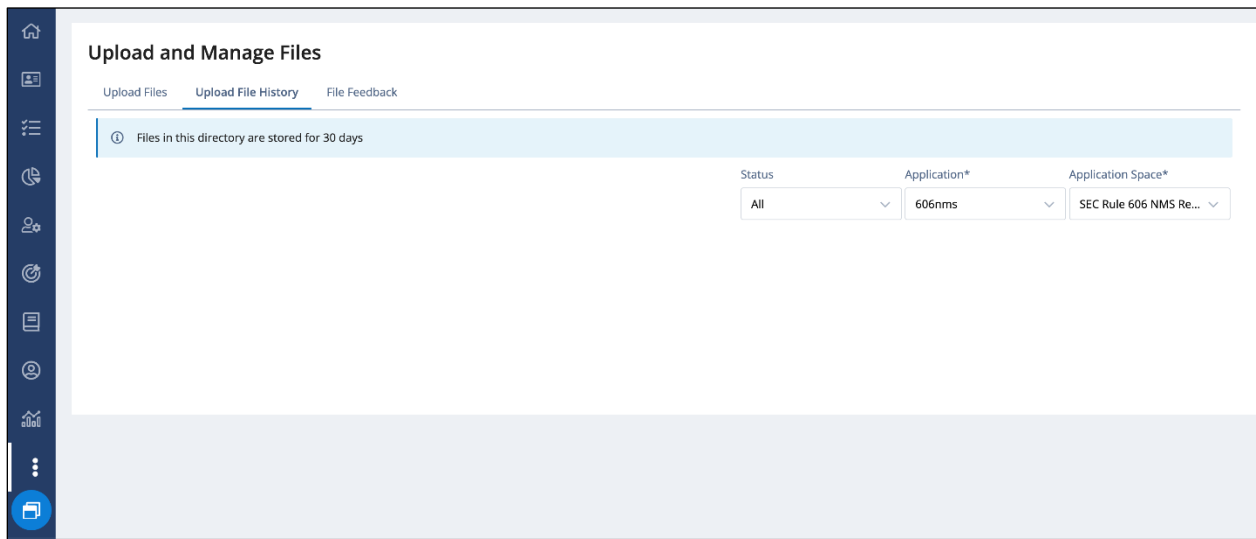 Upload and Manage Files
Upload Files Upload File History File Feedback
Files in this directory are stored for 30 days
Status Application* Application Space*
All 606nms SEC Rule 606 NMS Re...